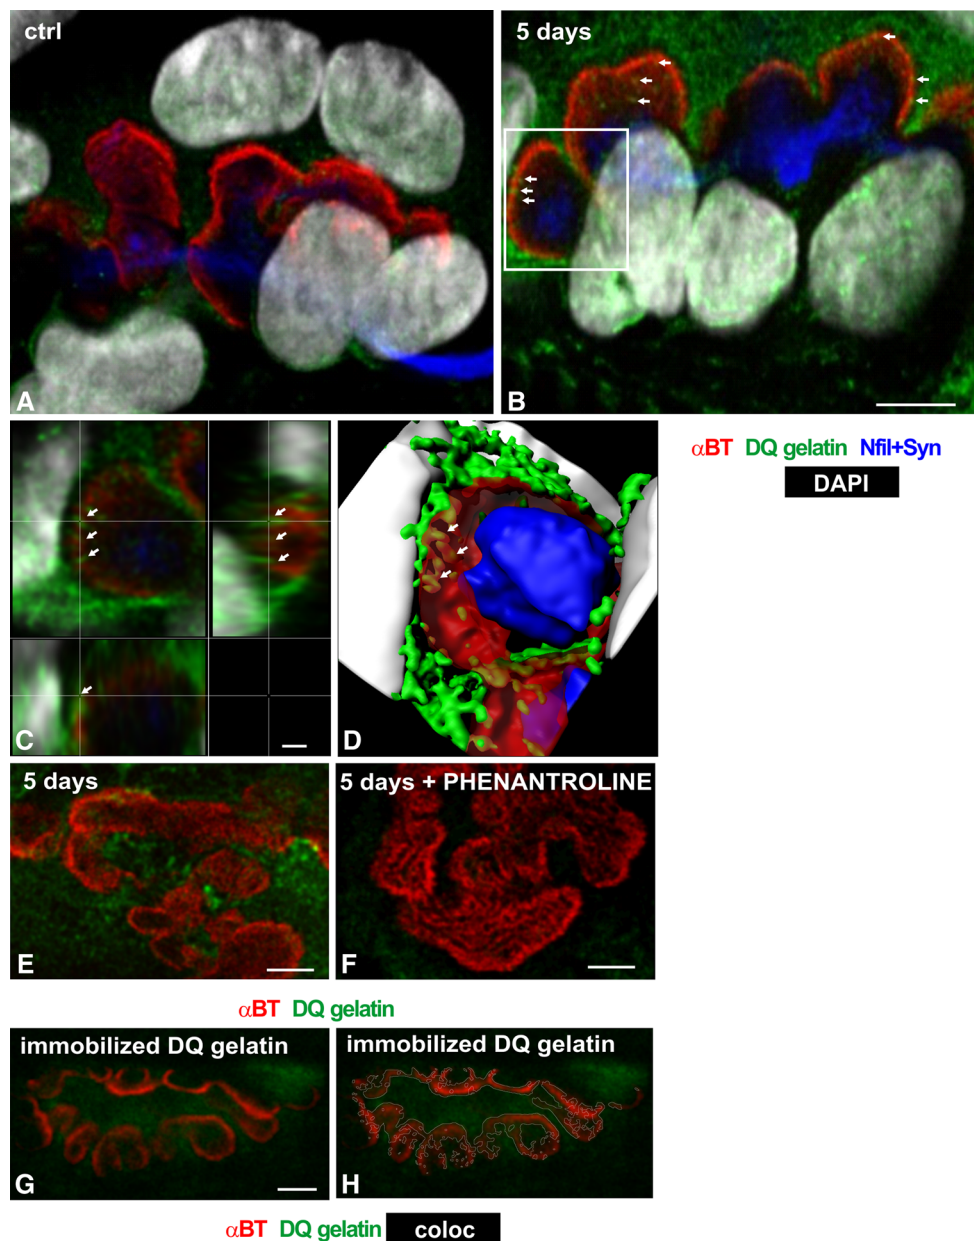 ctrl
A
5 days
B
C
D
αBT DQ gelatin Nfil+Syn
DAPI
5 days
E
5 days + PHENANTROLINE
F
αBT DQ gelatin
immobilized DQ gelatin
G
immobilized DQ gelatin
H
αBT DQ gelatin coloc